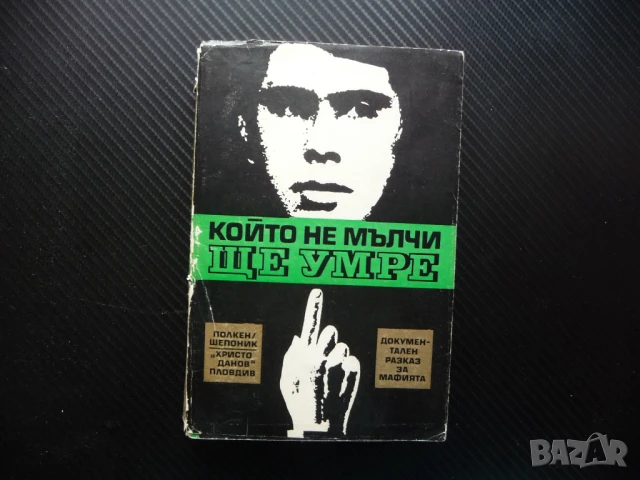 КОЙТО НЕ МЪЛЧИ
ЩЕ УМРЕ
ПОЛКЕН/
ШЕПОНИК
„ХРИСТО
ДАНОВ"
ПЛОВДИВ
ДОКУМЕН-
ТАЛЕН
РАЗКАЗ
ЗА
МАФИЯТА
BAZAR